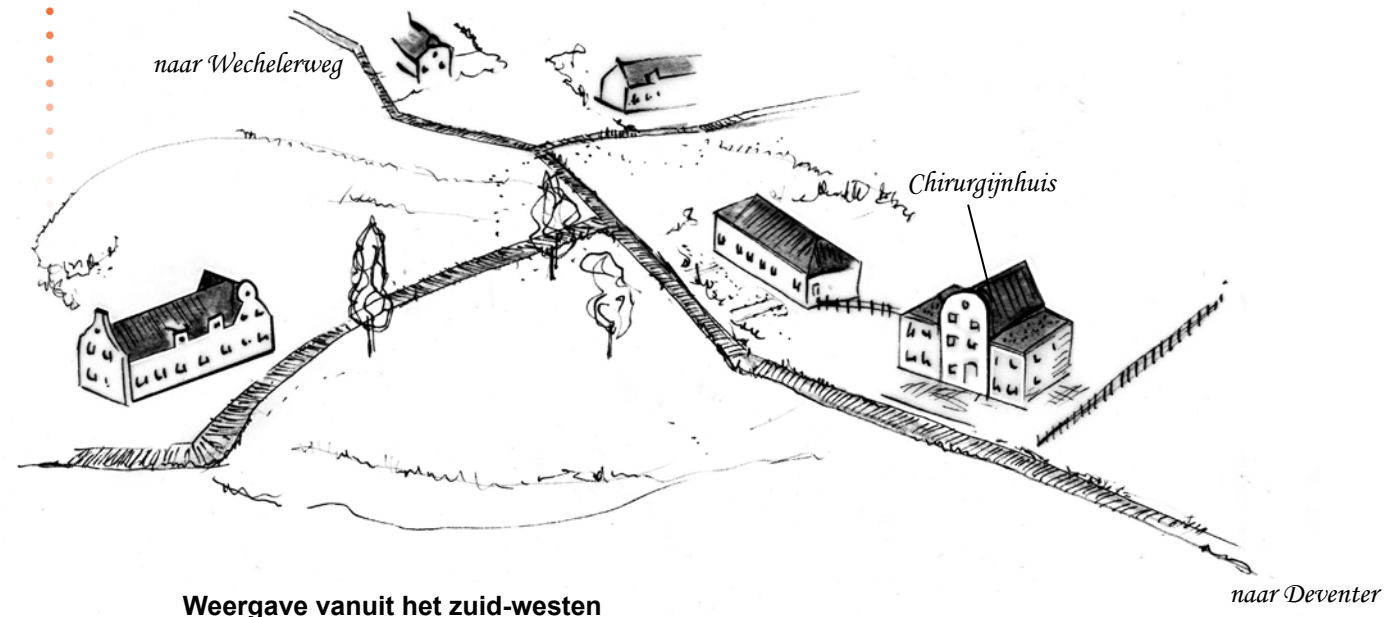 naar Wechelerweg
Chirurgijnhuis
naar Deventer
Weergave vanuit het zuid-westen